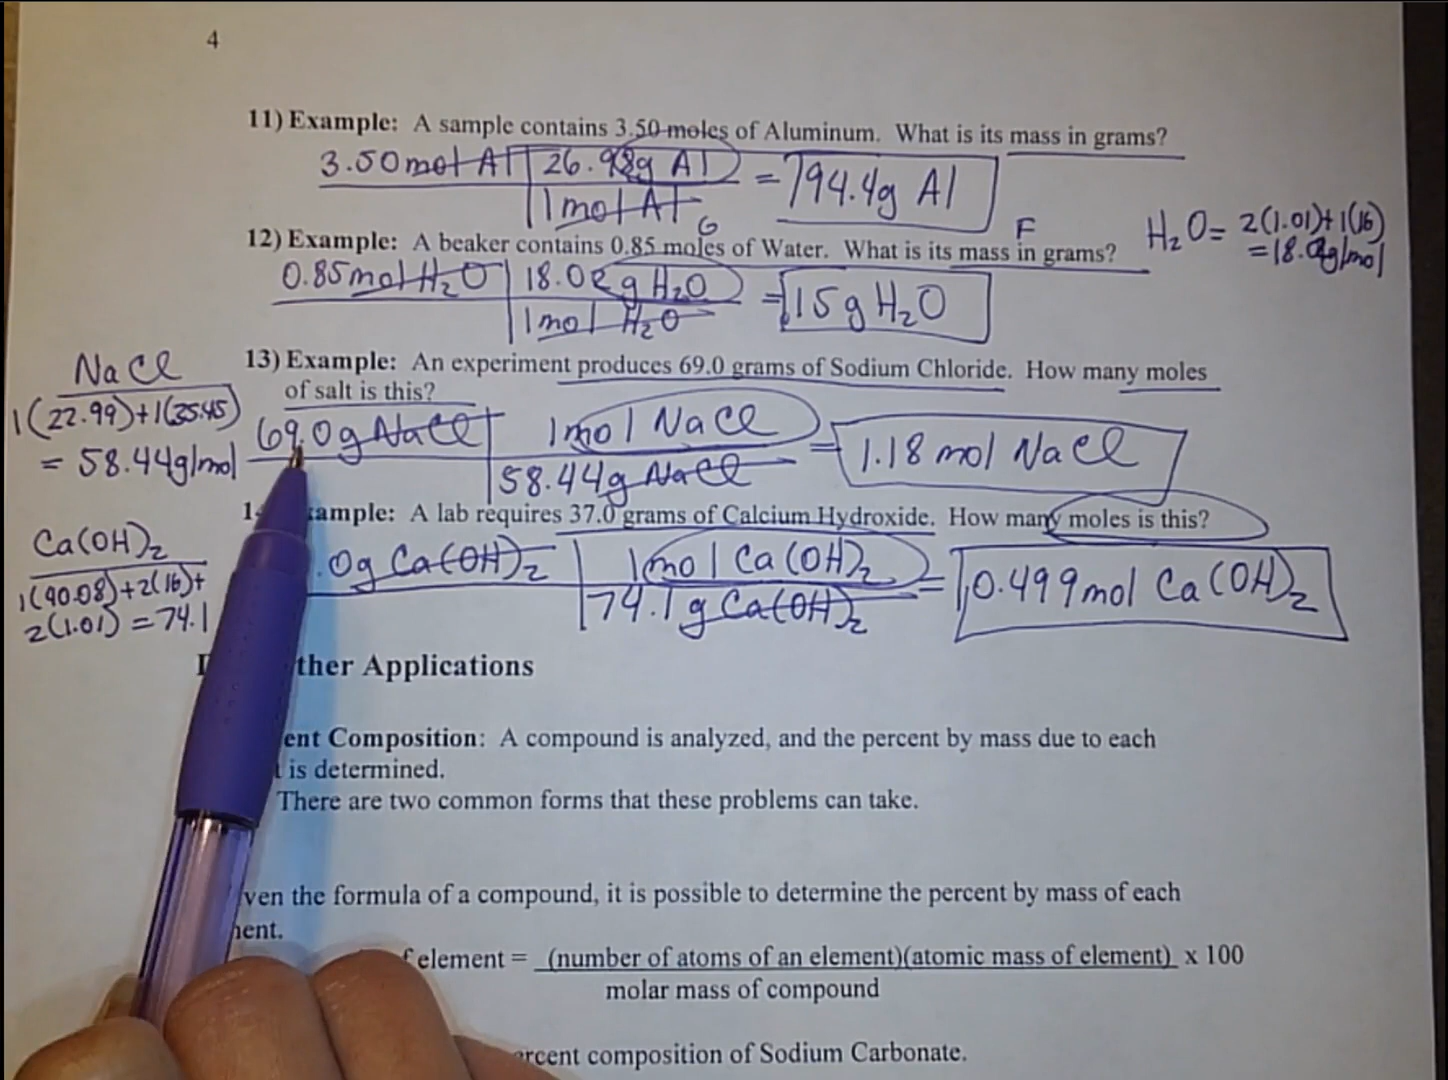 4
11) Example: A sample contains 3.50 moles of Aluminum. What is its mass in grams?
3.50 mol Al 26.98g Al = 94.4g Al
1 mol Al
G F
12) Example: A beaker contains 0.85 moles of Water. What is its mass in grams?
H₂O = 2(1.01)+1(16)
= 18.02g/mol
0.85 mol H₂O 18.02 g H₂O = 15 g H₂O
1 mol H₂O
13) Example: An experiment produces 69.0 grams of Sodium Chloride. How many moles
of salt is this?
NaCl
1(22.99)+1(35.45)
= 58.44g/mol
69.0g NaCl 1 mol NaCl = 1.18 mol NaCl
58.44g NaCl
ample: A lab requires 37.0 grams of Calcium Hydroxide. How many moles is this?
Ca(OH)₂
1(40.08)+2(16)+
2(1.01) = 74.1
.0g Ca(OH)₂ 1 mol Ca(OH)₂ = 0.499 mol Ca(OH)₂
74.1g Ca(OH)₂
ther Applications
ent Composition: A compound is analyzed, and the percent by mass due to each
is determined.
There are two common forms that these problems can take.
ven the formula of a compound, it is possible to determine the percent by mass of each
ent.
element = (number of atoms of an element)(atomic mass of element) x 100
molar mass of compound
ercent composition of Sodium Carbonate.